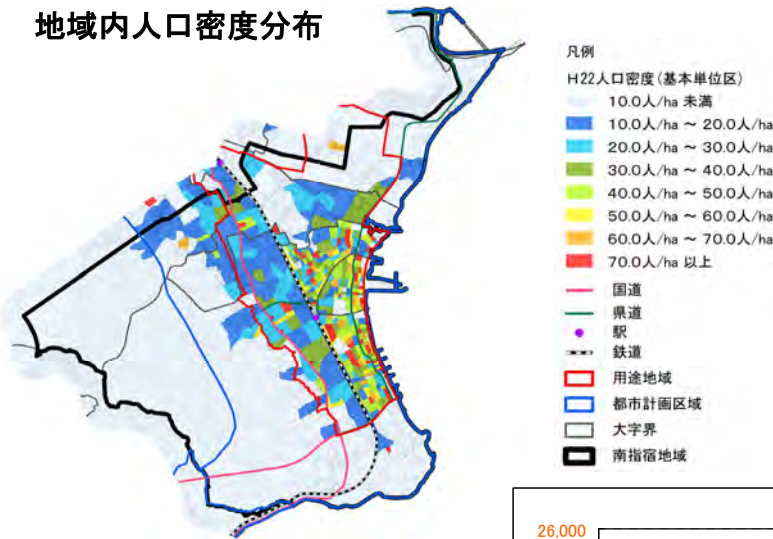 地域内人口密度分布
凡例
H22人口密度(基本単位区)
10.0人/ha 未満
10.0人/ha ～ 20.0人/ha
20.0人/ha ～ 30.0人/ha
30.0人/ha ～ 40.0人/ha
40.0人/ha ～ 50.0人/ha
50.0人/ha ～ 60.0人/ha
60.0人/ha ～ 70.0人/ha
70.0人/ha 以上
国道
県道
駅
鉄道
用途地域
都市計画区域
大字界
南指宿地域
26,000